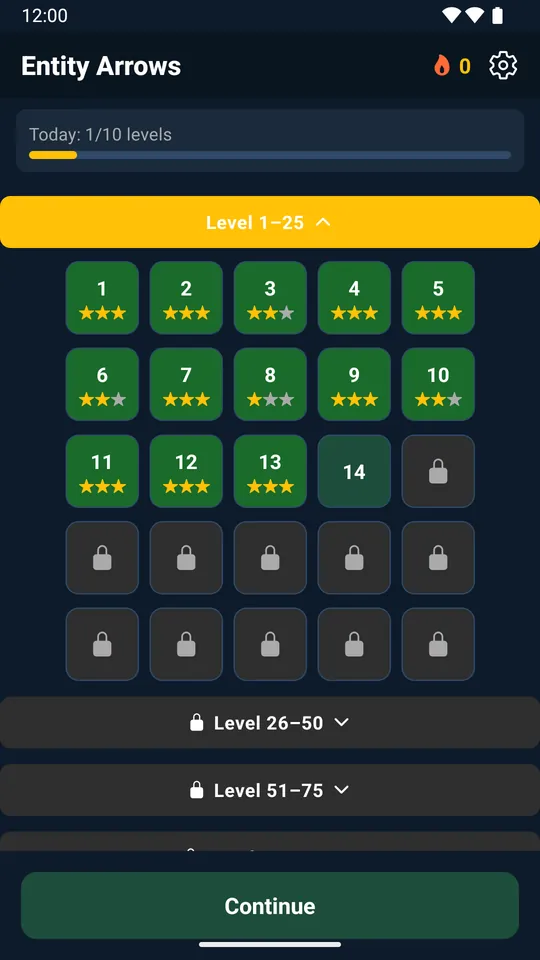 12:00
Entity Arrows
0
Today: 1/10 levels
Level 1–25
1 2 3 4 5
6 7 8 9 10
11 12 13 14
Level 26–50
Level 51–75
Continue